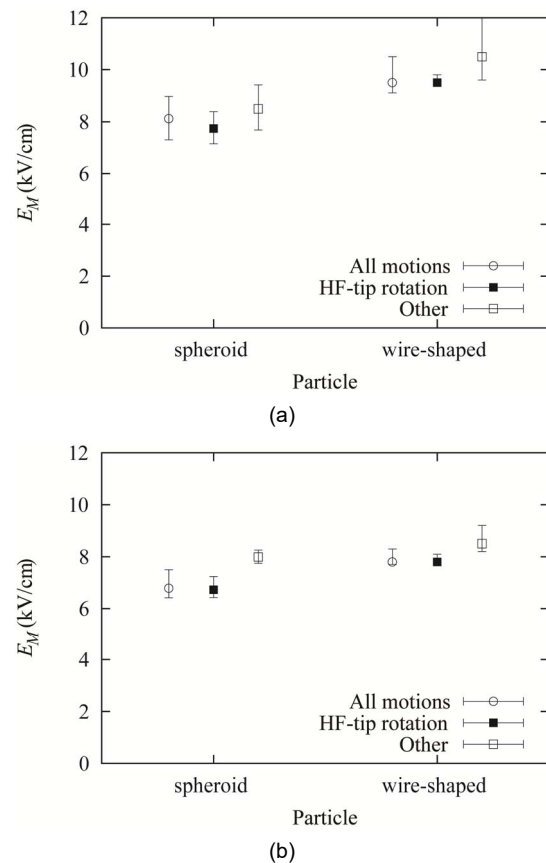 12
10
8
6
4
2
0
E_M (kV/cm)
All motions
HF-tip rotation
Other
spheroid wire-shaped
Particle
(a)
12
10
8
6
4
2
0
E_M (kV/cm)
All motions
HF-tip rotation
Other
spheroid wire-shaped
Particle
(b)